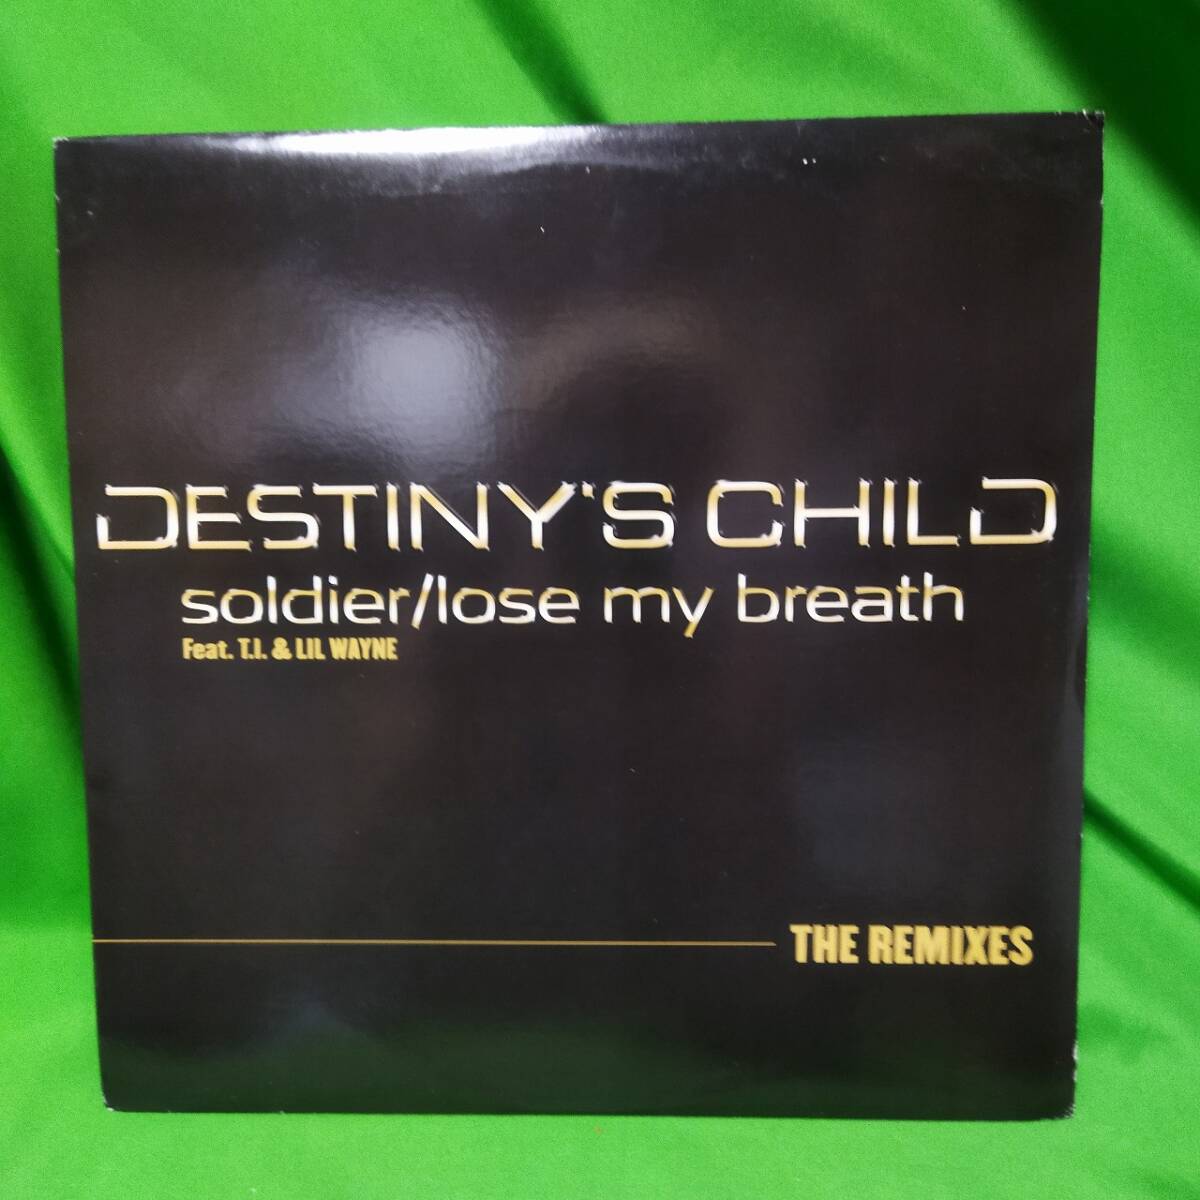 DESTINY'S CHILD
soldier/lose my breath
Feat. T.I. & LIL WAYNE
THE REMIXES